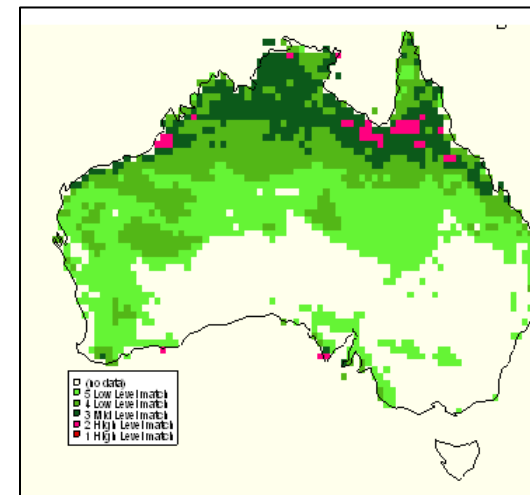 (no data)
5 Low Level match
4 Low Level match
3 Mid Level match
2 High Level match
1 High Level match